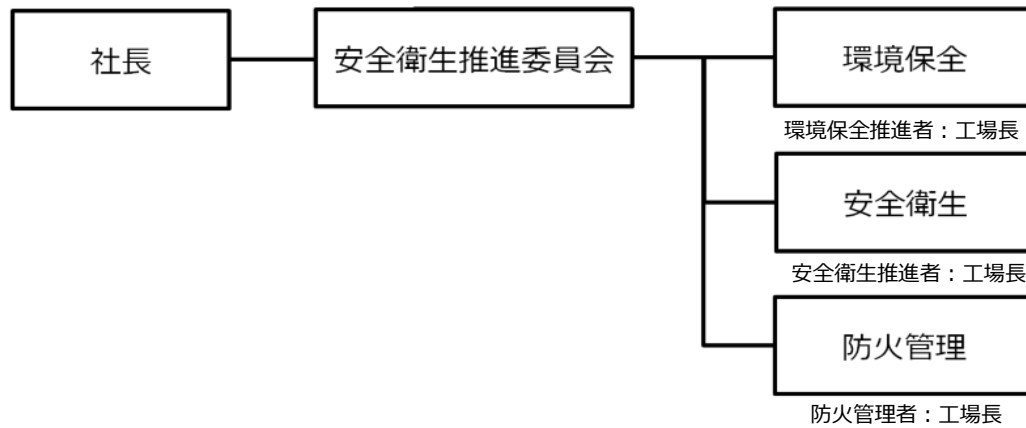 社長
安全衛生推進委員会
環境保全
環境保全推進者：工場長
安全衛生
安全衛生推進者：工場長
防火管理
防火管理者：工場長